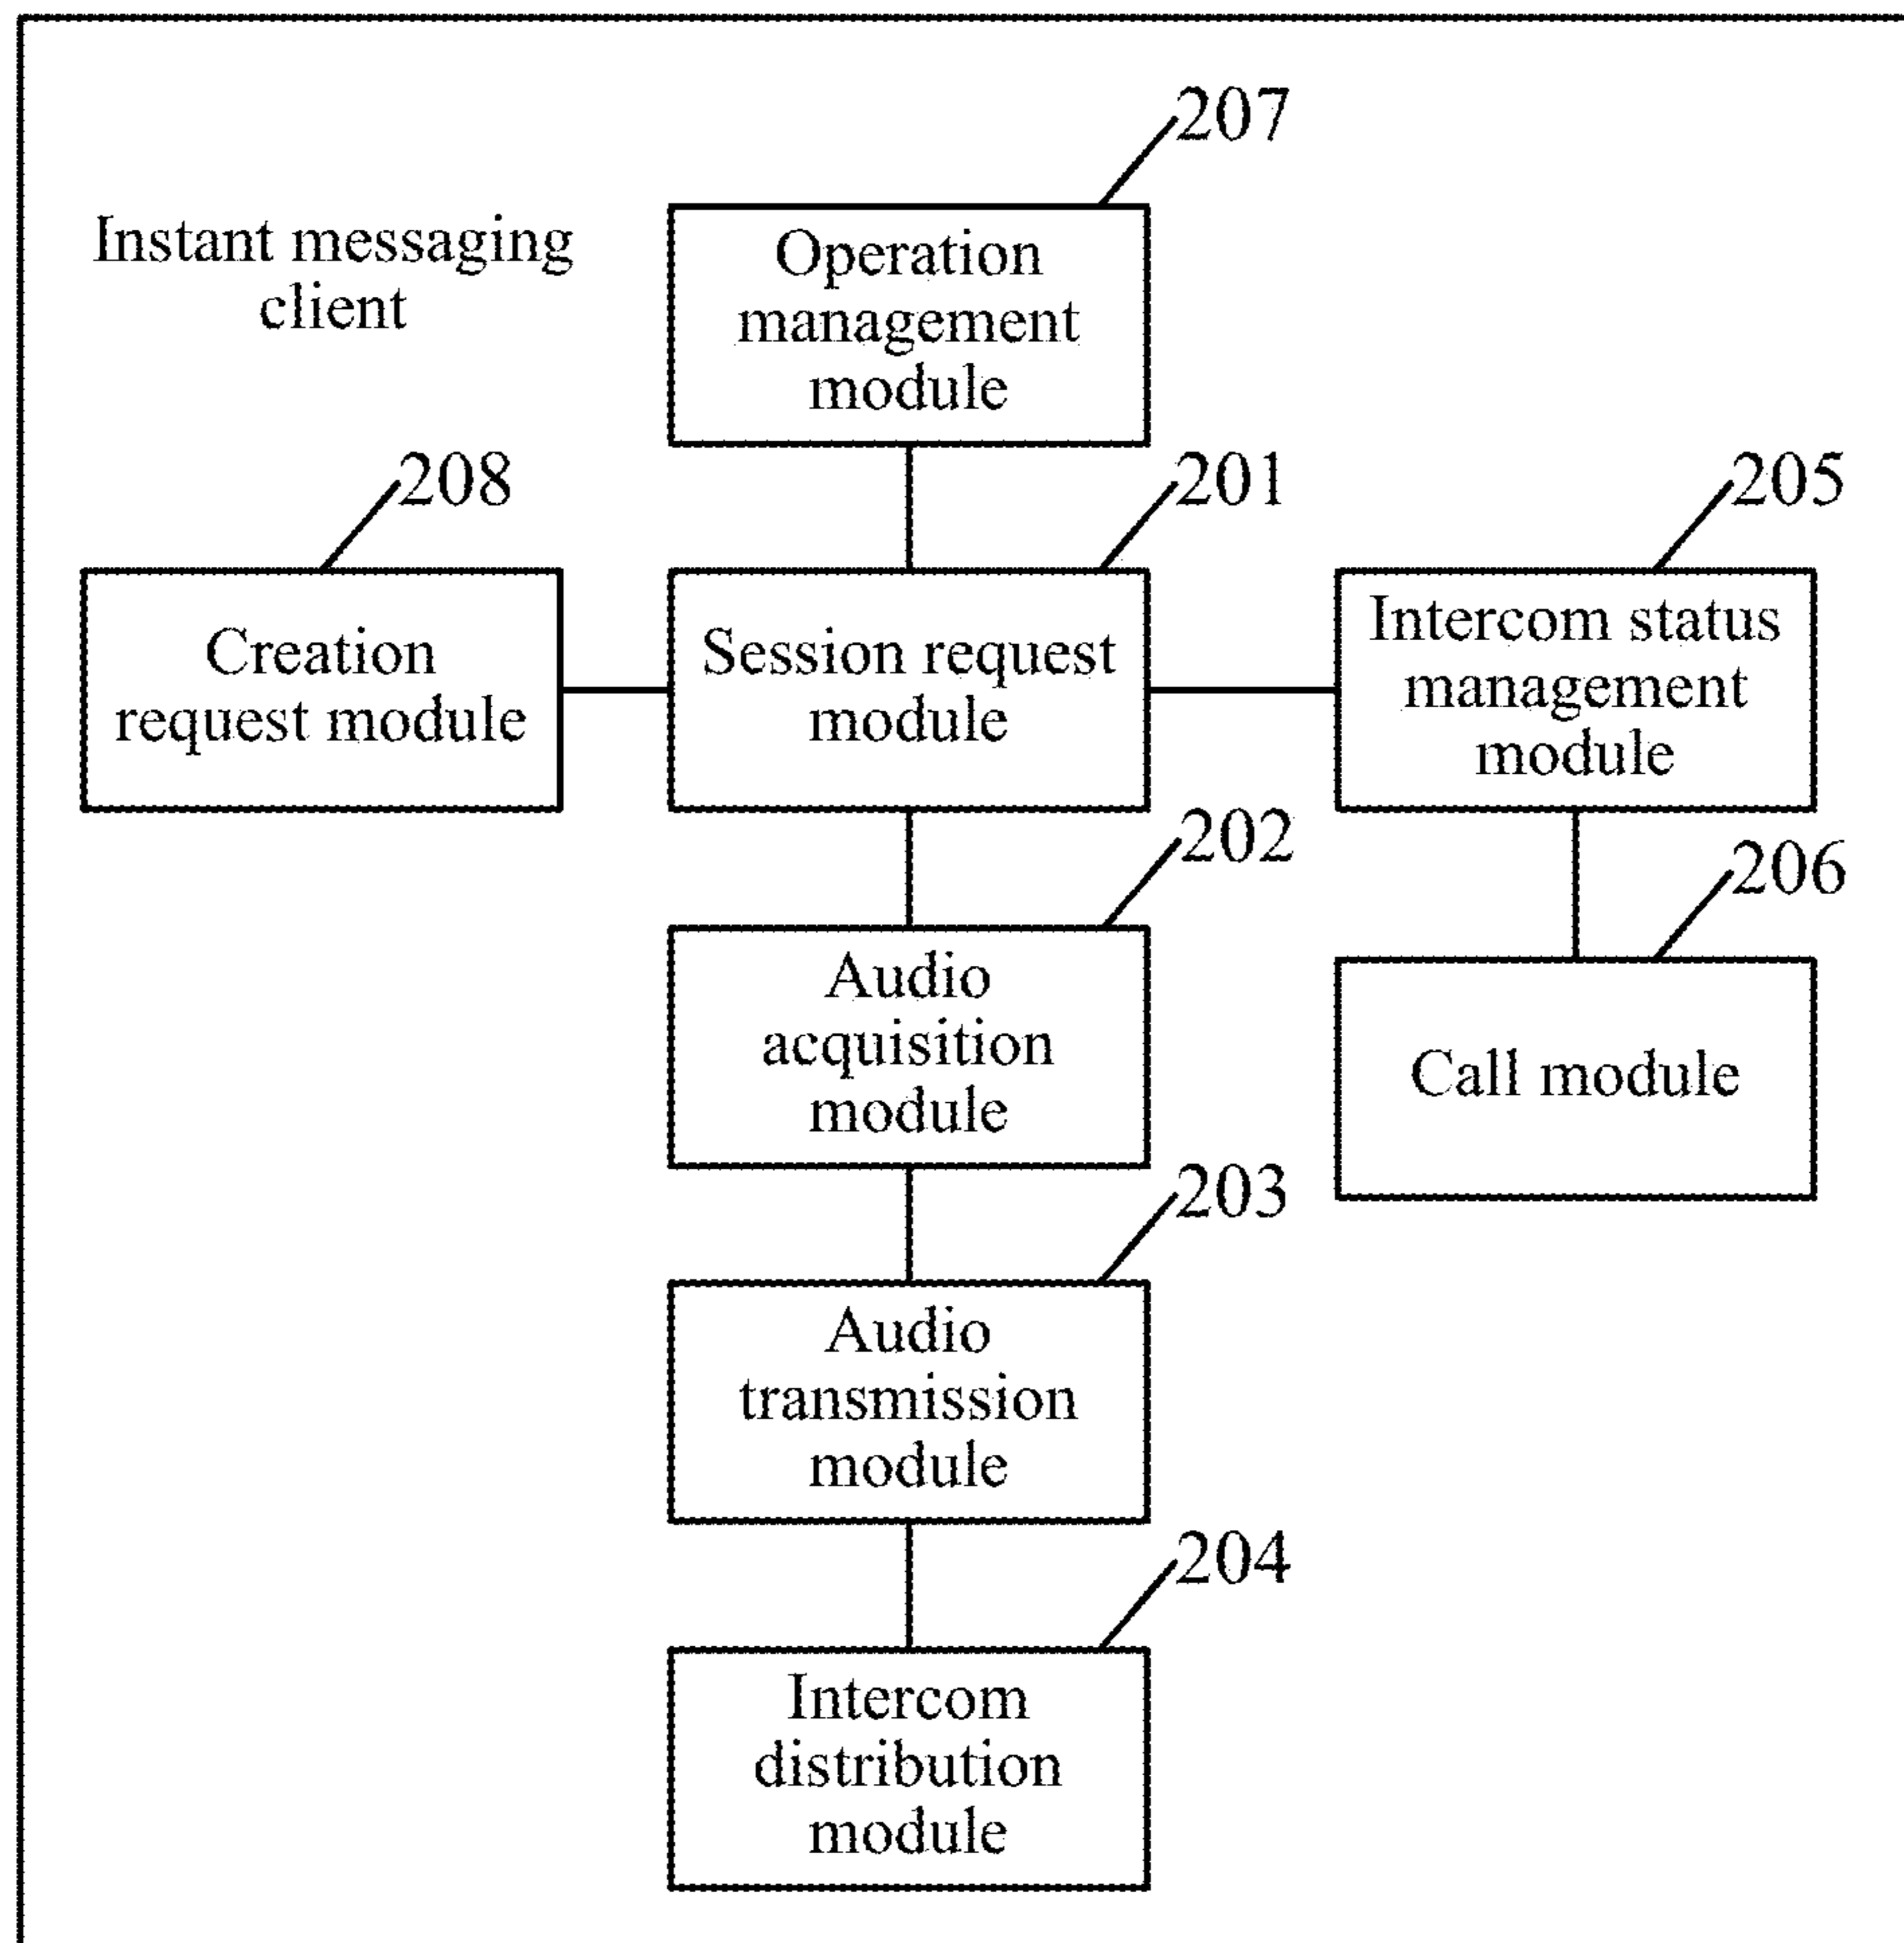 207
Instant messaging
client
Operation
management
module
208
201
205
Creation
request module
Session request
module
Intercom status
management
module
202
206
Audio
acquisition
module
Call module
203
Audio
transmission
module
204
Intercom
distribution
module